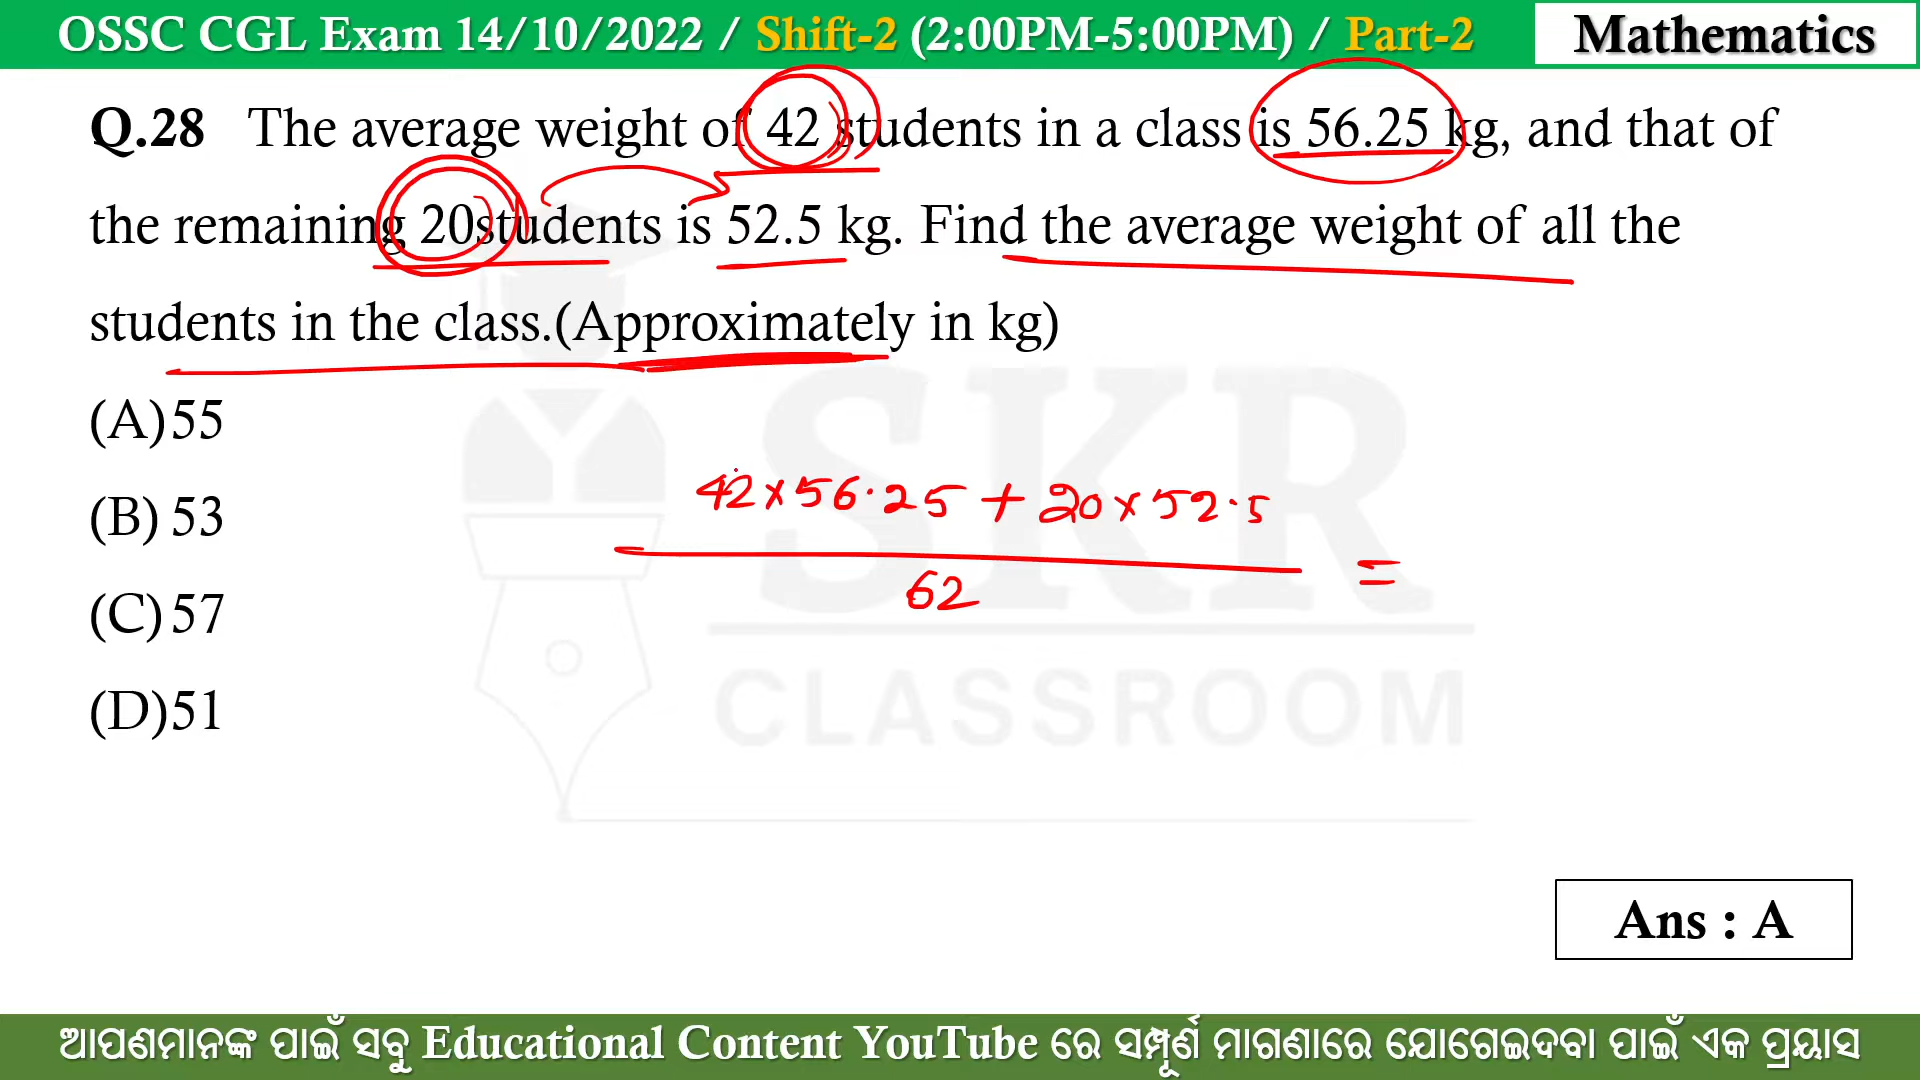 OSSC CGL Exam 14/10/2022 / Shift-2 (2:00PM-5:00PM) / Part-2
Mathematics
Q.28 The average weight of 42 students in a class is 56.25 kg, and that of
the remaining 20students is 52.5 kg. Find the average weight of all the
students in the class.(Approximately in kg)
(A)55
(B) 53
(C)57
(D)51
42×56.25 + 20×52.5
62
=
SKR
CLASSROOM
Ans : A
ଆପଣମାନଙ୍କ ପାଇଁ ସବୁ Educational Content YouTube ରେ ସମ୍ପୂର୍ଣ ମାଗଣାରେ ଯୋଗେଇଦବା ପାଇଁ ଏକ ପ୍ରୟାସ